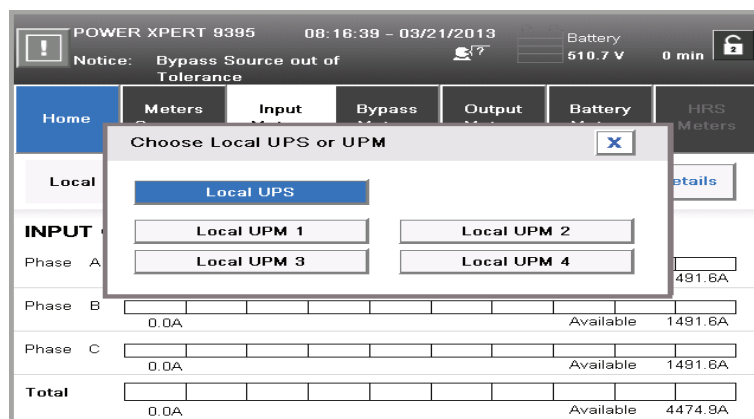 POWER XPERT 9395 08:16:39 - 03/21/2013 Battery
Notice: Bypass Source out of Tolerance 510.7 V 0 min 2
Home Meters Input Bypass Output Battery HRS Meters
Choose Local UPS or UPM X
Local
Local UPS
Local UPM 1 Local UPM 2
Local UPM 3 Local UPM 4
INPUT
Phase A 491.6A
Phase B
0.0A Available 1491.6A
Phase C
0.0A Available 1491.6A
Total
0.0A Available 4474.9A